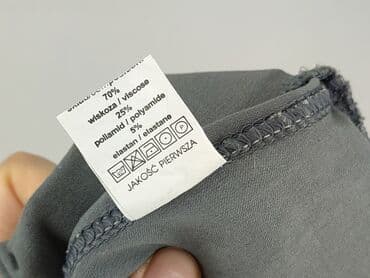 70%
wiskoza / viscose
25%
poliamid / polyamide
5%
elastan / elastane
JAKOŚĆ PIERWSZA